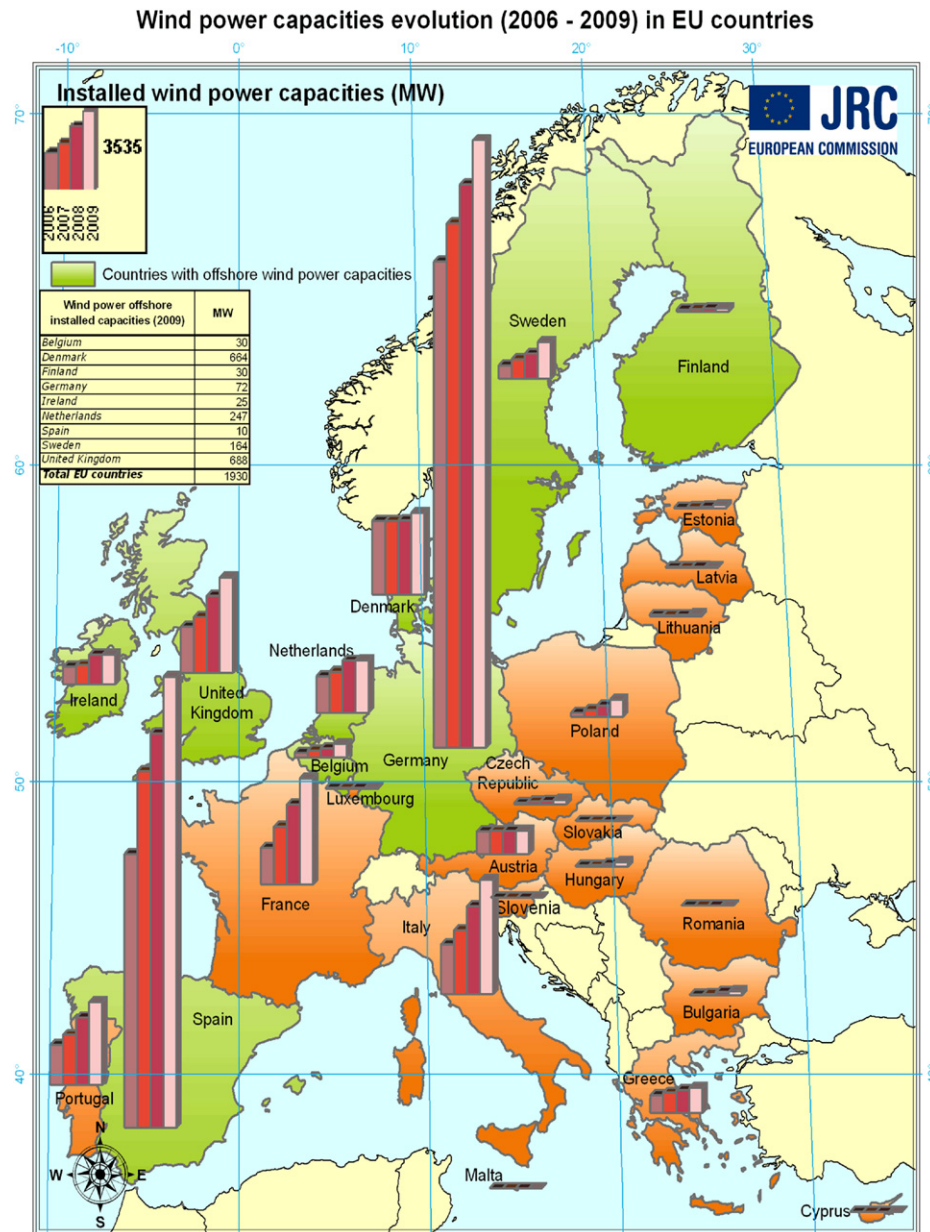 Wind power capacities evolution (2006 - 2009) in EU countries
-10° 0° 10° 20° 30°
Installed wind power capacities (MW)
70°
3535
2006 2007 2008 2009
JRC
EUROPEAN COMMISSION
Countries with offshore wind power capacities
Wind power offshore installed capacities (2009) MW
Belgium 30
Denmark 664
Finland 30
Germany 72
Ireland 25
Netherlands 247
Spain 10
Sweden 164
United Kingdom 688
Total EU countries 1930
Sweden
Finland
60°
Estonia
Latvia
Denmark
Lithuania
Netherlands
Ireland
United
Kingdom
Poland
Belgium
Germany
Czech
Republic
50°
Luxembourg
Slovakia
Austria
Hungary
France
Slovenia
Italy
Romania
Bulgaria
Spain
40°
Greece
Portugal
N
W E
S
Malta
Cyprus